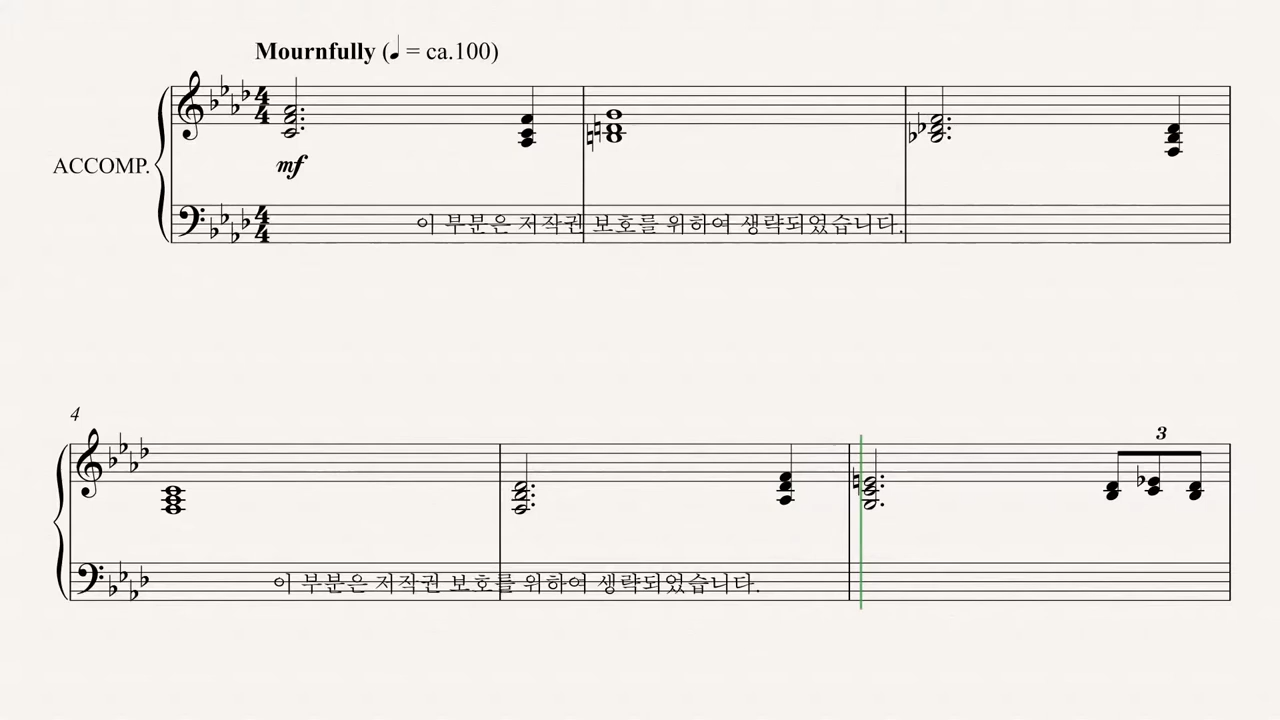 Mournfully (♩ = ca.100)
ACCOMP.
mf
이 부분은 저작권 보호를 위하여 생략되었습니다.
4
3
이 부분은 저작권 보호를 위하여 생략되었습니다.